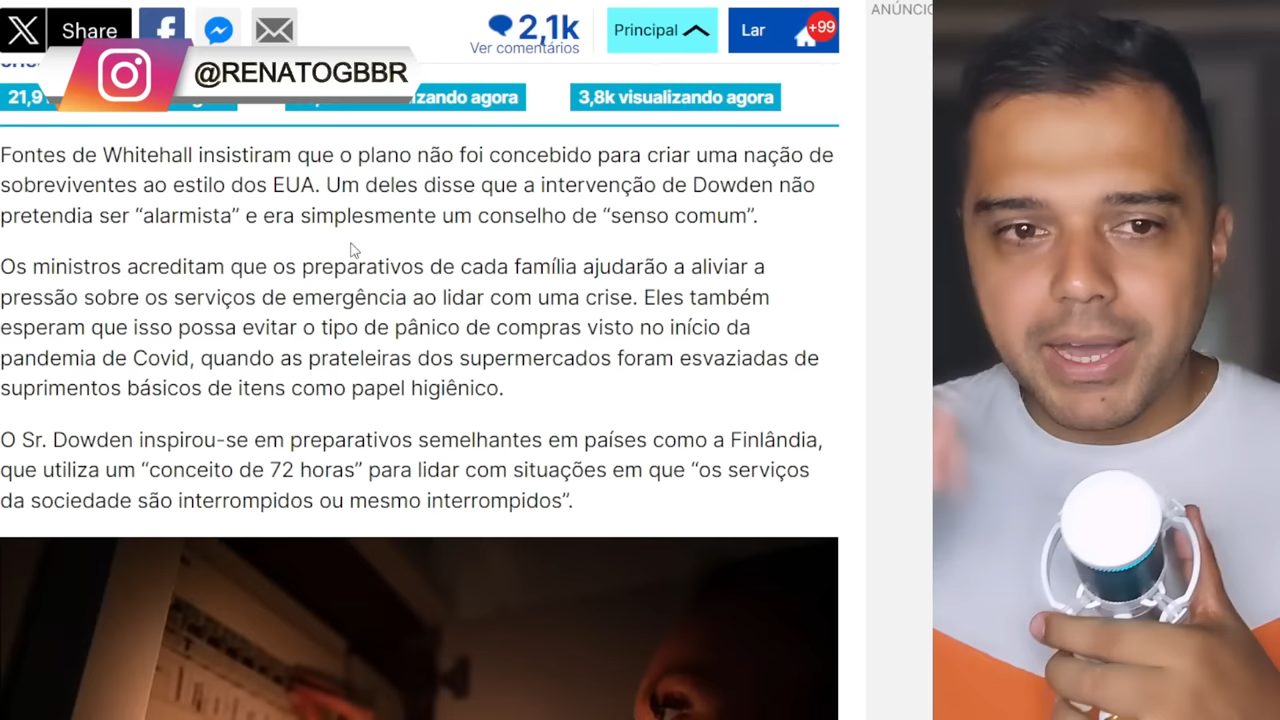 Share
2,1k
Ver comentários
Principal
Lar
+99
ANÚNCIO
@RENATOGBBR
21,9
zando agora
3,8k visualizando agora
Fontes de Whitehall insistiram que o plano não foi concebido para criar uma nação de
sobreviventes ao estilo dos EUA. Um deles disse que a intervenção de Dowden não
pretendia ser “alarmista” e era simplesmente um conselho de “senso comum”.
Os ministros acreditam que os preparativos de cada família ajudarão a aliviar a
pressão sobre os serviços de emergência ao lidar com uma crise. Eles também
esperam que isso possa evitar o tipo de pânico de compras visto no início da
pandemia de Covid, quando as prateleiras dos supermercados foram esvaziadas de
suprimentos básicos de itens como papel higiênico.
O Sr. Dowden inspirou-se em preparativos semelhantes em países como a Finlândia,
que utiliza um “conceito de 72 horas” para lidar com situações em que “os serviços
da sociedade são interrompidos ou mesmo interrompidos”.